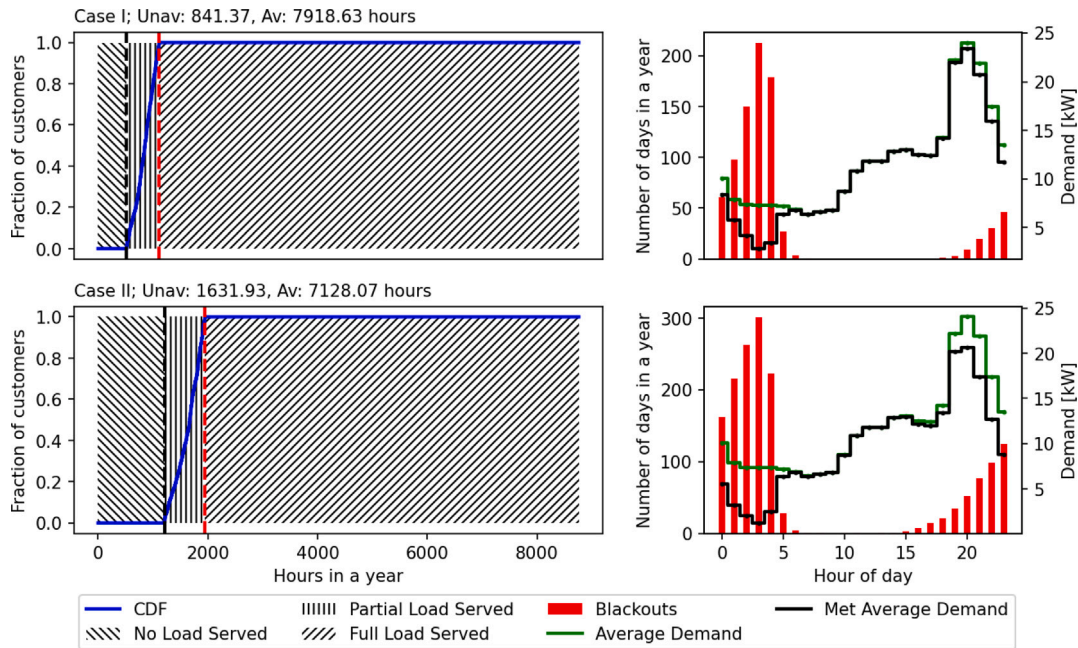 Case I; Unav: 841.37, Av: 7918.63 hours
Fraction of customers
1.0
0.8
0.6
0.4
0.2
0.0
Number of days in a year
200
150
100
50
0
25
20
15
10
5
Demand [kW]
Case II; Unav: 1631.93, Av: 7128.07 hours
Fraction of customers
1.0
0.8
0.6
0.4
0.2
0.0
0 2000 4000 6000 8000
Hours in a year
Number of days in a year
300
200
100
0
25
20
15
10
5
Demand [kW]
0 5 10 15 20
Hour of day
CDF Partial Load Served Blackouts Met Average Demand
No Load Served Full Load Served Average Demand